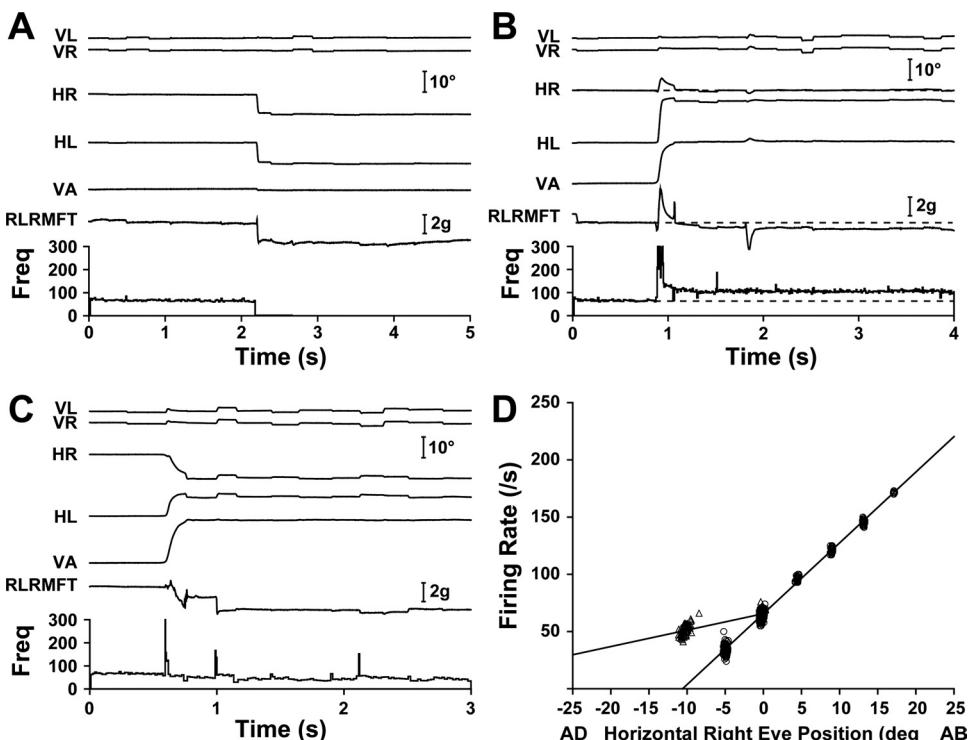 A
VL
VR
10°
HR
HL
VA
RLRMFT
2g
Freq
300
200
100
0
0 1 2 3 4 5
Time (s)
B
VL
VR
10°
HR
HL
VA
RLRMFT
2g
Freq
300
200
100
0
0 1 2 3 4
Time (s)
C
VL
VR
10°
HR
HL
VA
RLRMFT
2g
Freq
300
200
100
0
0 1 2 3
Time (s)
D
Firing Rate (/s)
250
200
150
100
50
-25 -20 -15 -10 -5 0 5 10 15 20 25
AD Horizontal Right Eye Position (deg AB